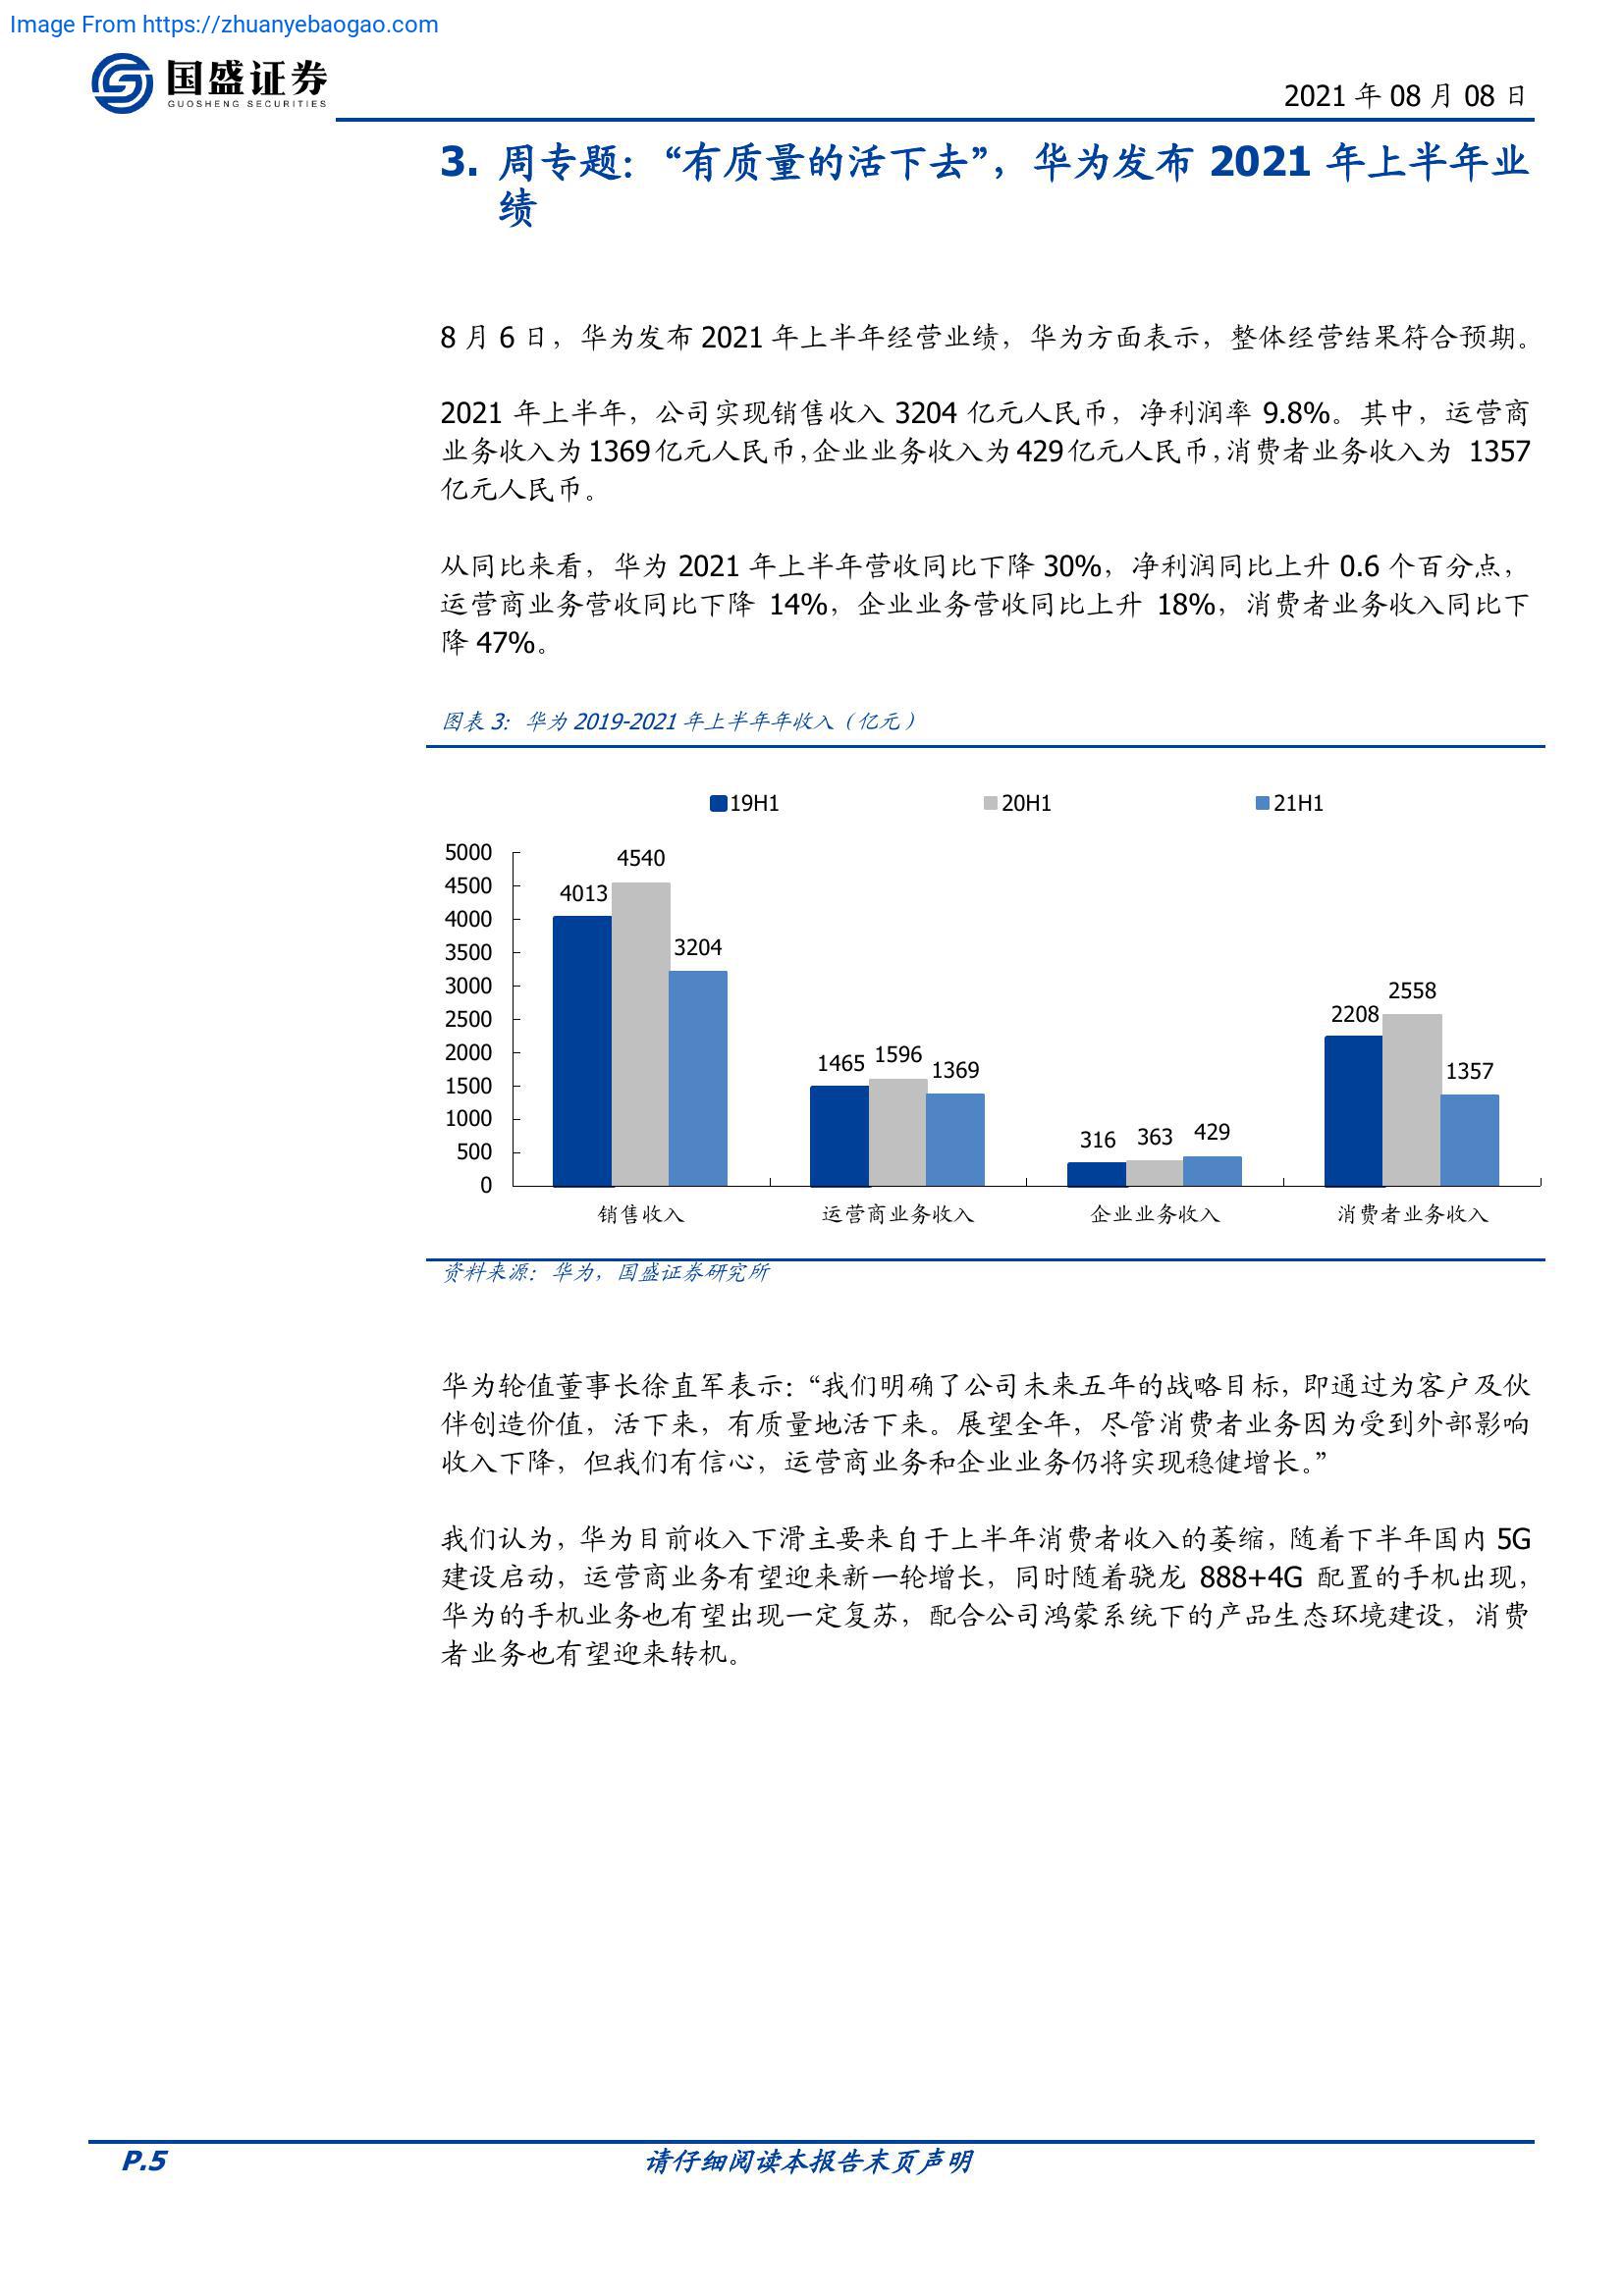 Image From https://zhuanyebaogao.com
国盛证券
GUOSHENG SECURITIES
2021 年 08 月 08 日
3. 周专题：“有质量的活下去”，华为发布 2021 年上半年业
绩
8 月 6 日，华为发布 2021 年上半年经营业绩，华为方面表示，整体经营结果符合预期。
2021 年上半年，公司实现销售收入 3204 亿元人民币，净利润率 9.8%。其中，运营商
业务收入为 1369 亿元人民币，企业业务收入为 429 亿元人民币，消费者业务收入为 1357
亿元人民币。
从同比来看，华为 2021 年上半年营收同比下降 30%，净利润同比上升 0.6 个百分点，
运营商业务营收同比下降 14%，企业业务营收同比上升 18%，消费者业务收入同比下
降 47%。
图表 3：华为 2019-2021 年上半年年收入（亿元）
19H1 20H1 21H1
5000
4500
4000
3500
3000
2500
2000
1500
1000
500
0
4013 4540 3204
1465 1596 1369
316 363 429
2208 2558 1357
销售收入 运营商业务收入 企业业务收入 消费者业务收入
资料来源：华为，国盛证券研究所
华为轮值董事长徐直军表示：“我们明确了公司未来五年的战略目标，即通过为客户及伙
伴创造价值，活下来，有质量地活下来。展望全年，尽管消费者业务因为受到外部影响
收入下降，但我们有信心，运营商业务和企业业务仍将实现稳健增长。”
我们认为，华为目前收入下滑主要来自于上半年消费者收入的萎缩，随着下半年国内 5G
建设启动，运营商业务有望迎来新一轮增长，同时随着骁龙 888+4G 配置的手机出现，
华为的手机业务也有望出现一定复苏，配合公司鸿蒙系统下的产品生态环境建设，消费
者业务也有望迎来转机。
P.5
请仔细阅读本报告末页声明